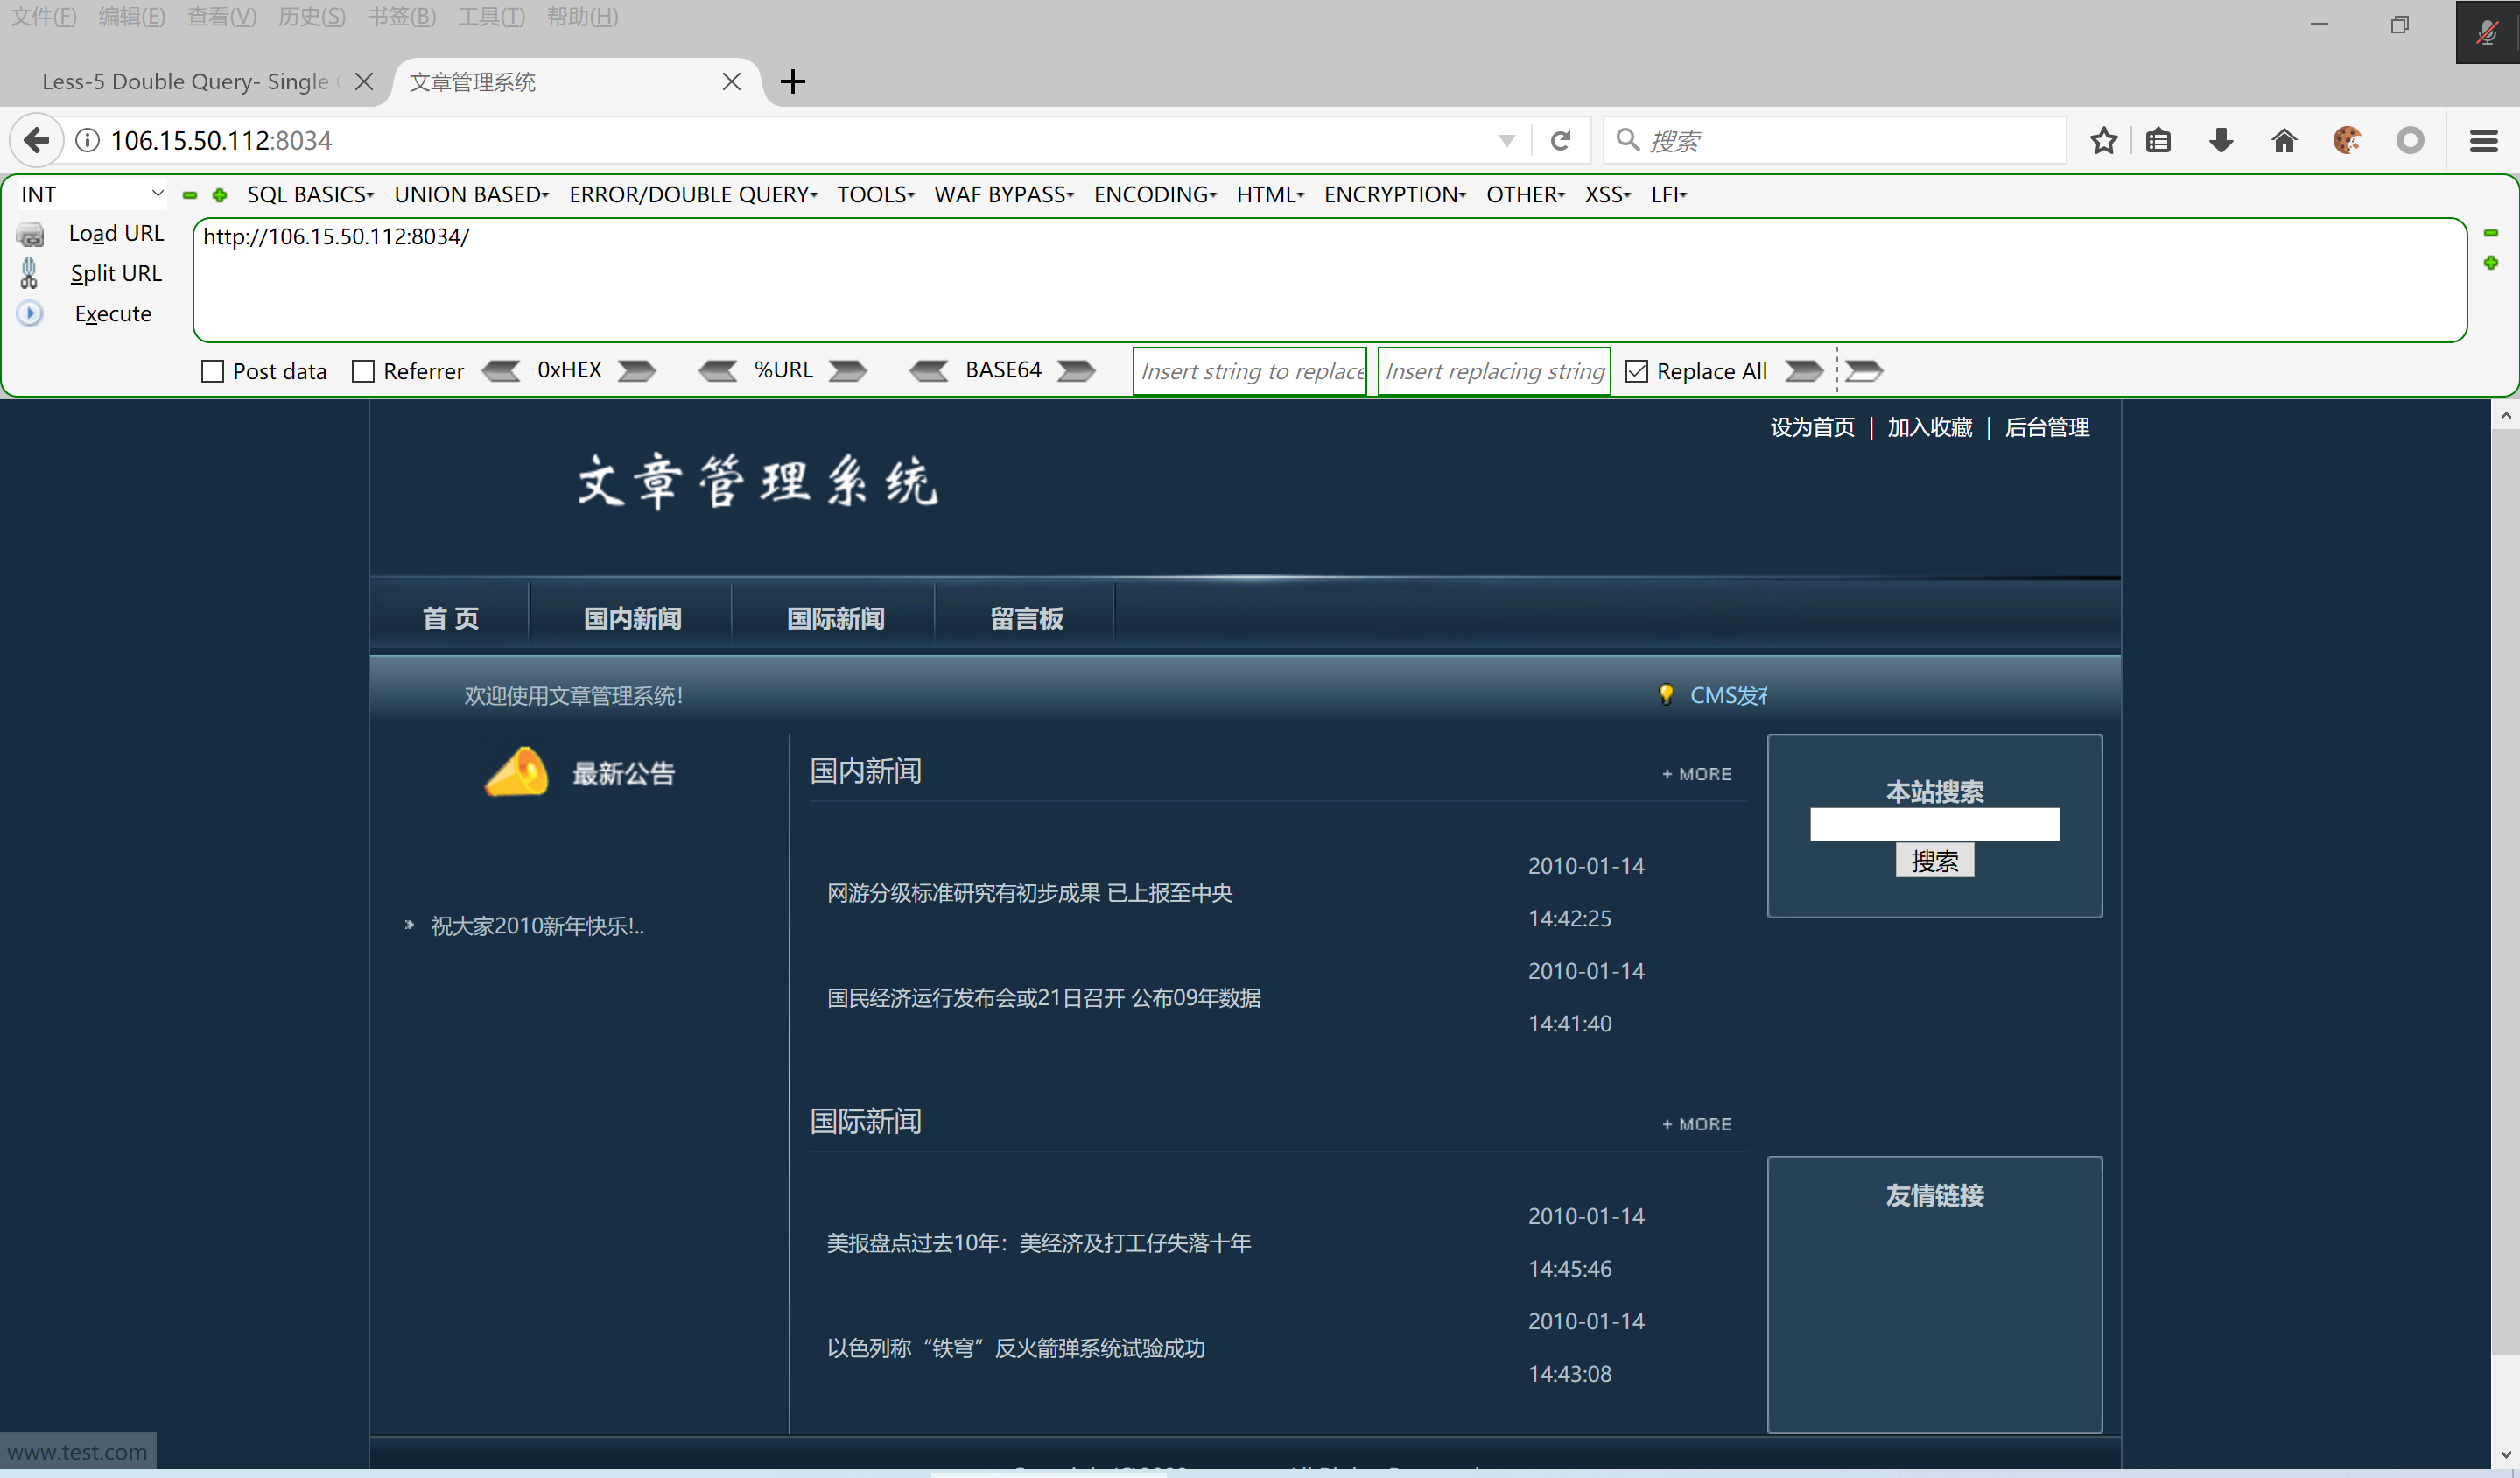 文件(F) 编辑(E) 查看(V) 历史(S) 书签(B) 工具(T) 帮助(H)
Less-5 Double Query- Single
文章管理系统
106.15.50.112:8034
搜索
INT SQL BASICS UNION BASED ERROR/DOUBLE QUERY TOOLS WAF BYPASS ENCODING HTML ENCRYPTION OTHER XSS LFI
Load URL
http://106.15.50.112:8034/
Split URL
Execute
Post data Referrer 0xHEX %URL BASE64 Insert string to replace Insert replacing string Replace All
设为首页 | 加入收藏 | 后台管理
文章管理系统
首 页 国内新闻 国际新闻 留言板
欢迎使用文章管理系统!
CMS发布
最新公告
祝大家2010新年快乐!..
国内新闻 + MORE
网游分级标准研究有初步成果 已上报至中央
2010-01-14
14:42:25
国民经济运行发布会或21日召开 公布09年数据
2010-01-14
14:41:40
国际新闻 + MORE
美报盘点过去10年：美经济及打工仔失落十年
2010-01-14
14:45:46
以色列称“铁穹”反火箭弹系统试验成功
2010-01-14
14:43:08
本站搜索
搜索
友情链接
www.test.com